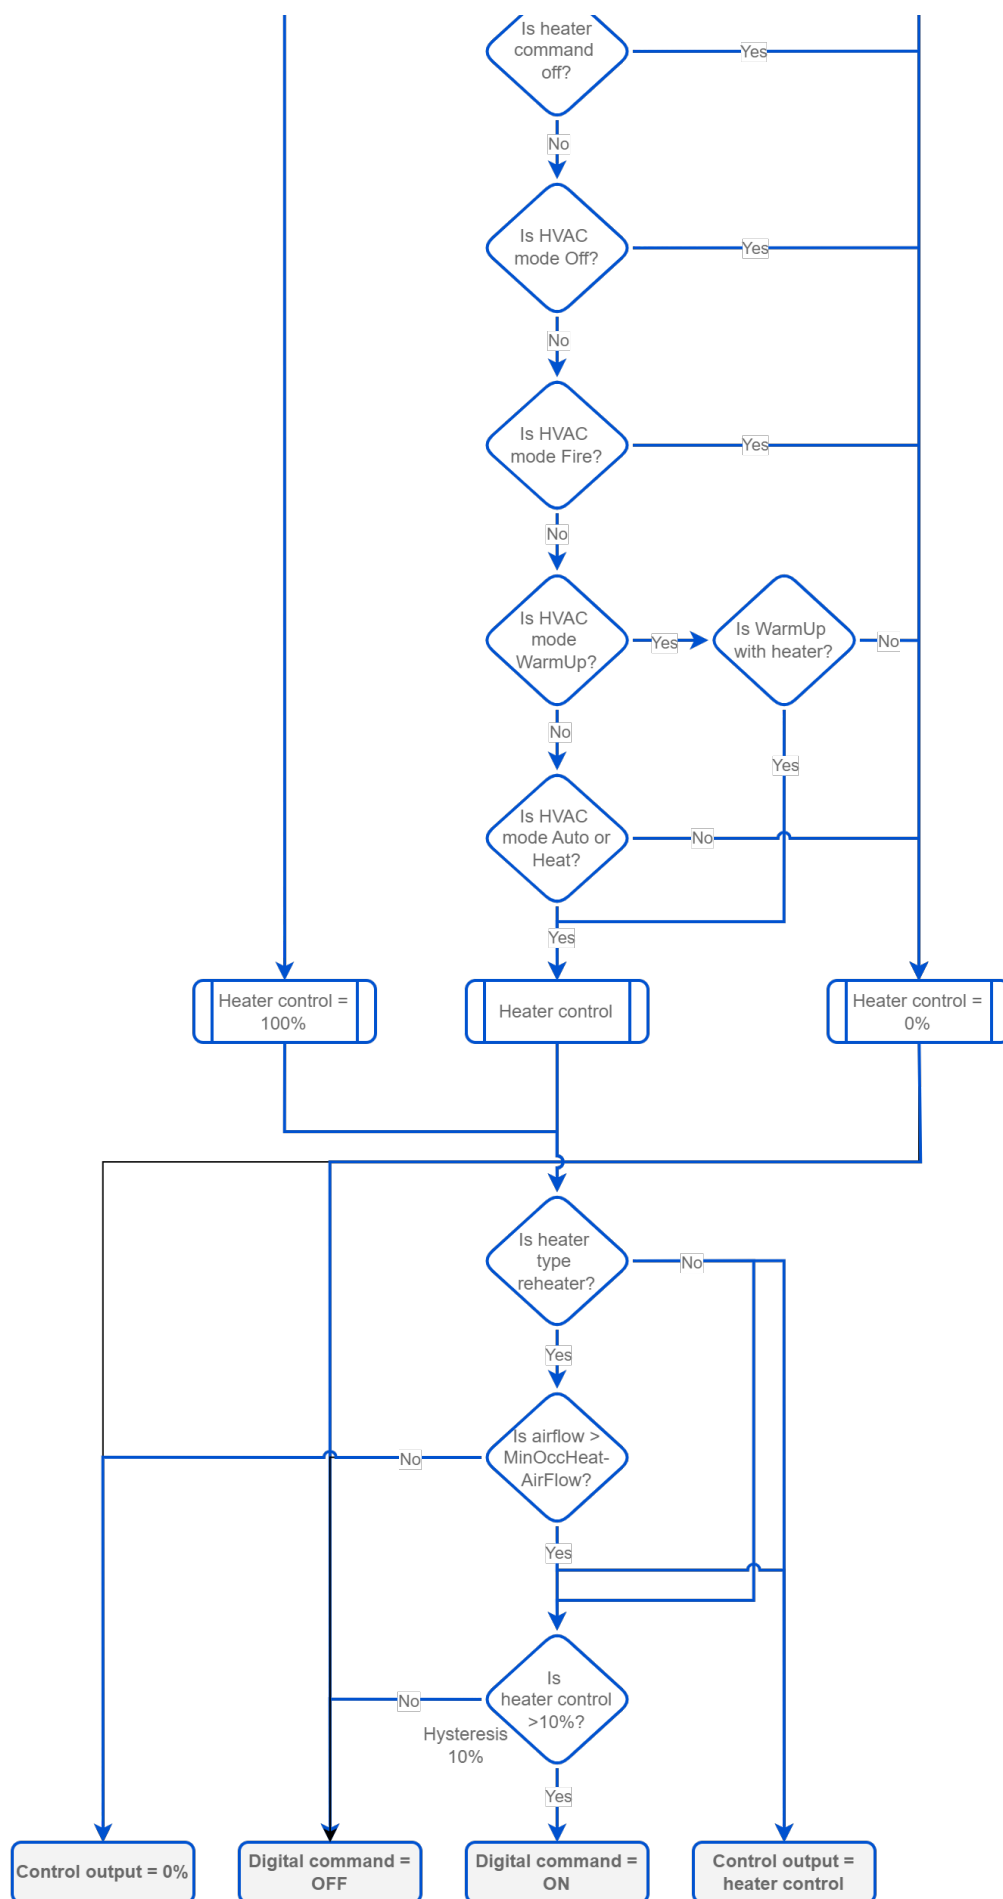 Is heater
command
off?
Yes
No
Is HVAC
mode Off?
Yes
No
Is HVAC
mode Fire?
Yes
No
Is HVAC
mode
WarmUp?
Yes
Is WarmUp
with heater?
No
No
Yes
Is HVAC
mode Auto or
Heat?
No
Yes
Heater control =
100%
Heater control
Heater control =
0%
Is heater
type
reheater?
No
Yes
Is airflow >
MinOccHeat-
AirFlow?
No
Yes
Is
heater control
>10%?
No
Hysteresis
10%
Yes
Control output = 0%
Digital command =
OFF
Digital command =
ON
Control output =
heater control